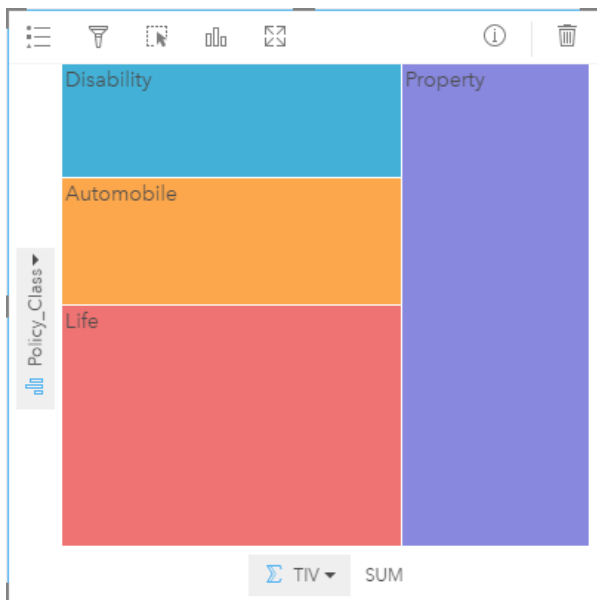 Disability
Property
Automobile
Life
Policy_Class
TIV
SUM